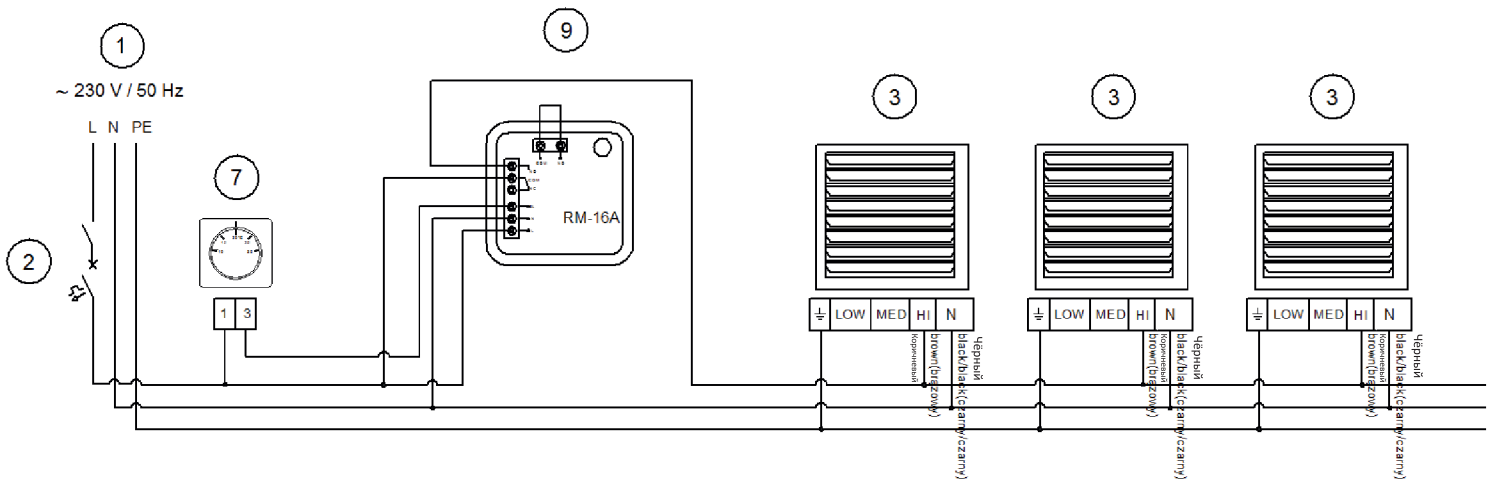 1
9
~ 230 V / 50 Hz
L N PE
3
3
3
7
RM-16A
2
1 3
LOW MED HI N
LOW MED HI N
LOW MED HI N
Коричневый
brown(brązowy)
black/black(czarny/czarny)
Чёрный
Коричневый
brown(brązowy)
black/black(czarny/czarny)
Чёрный
Коричневый
brown(brązowy)
black/black(czarny/czarny)
Чёрный